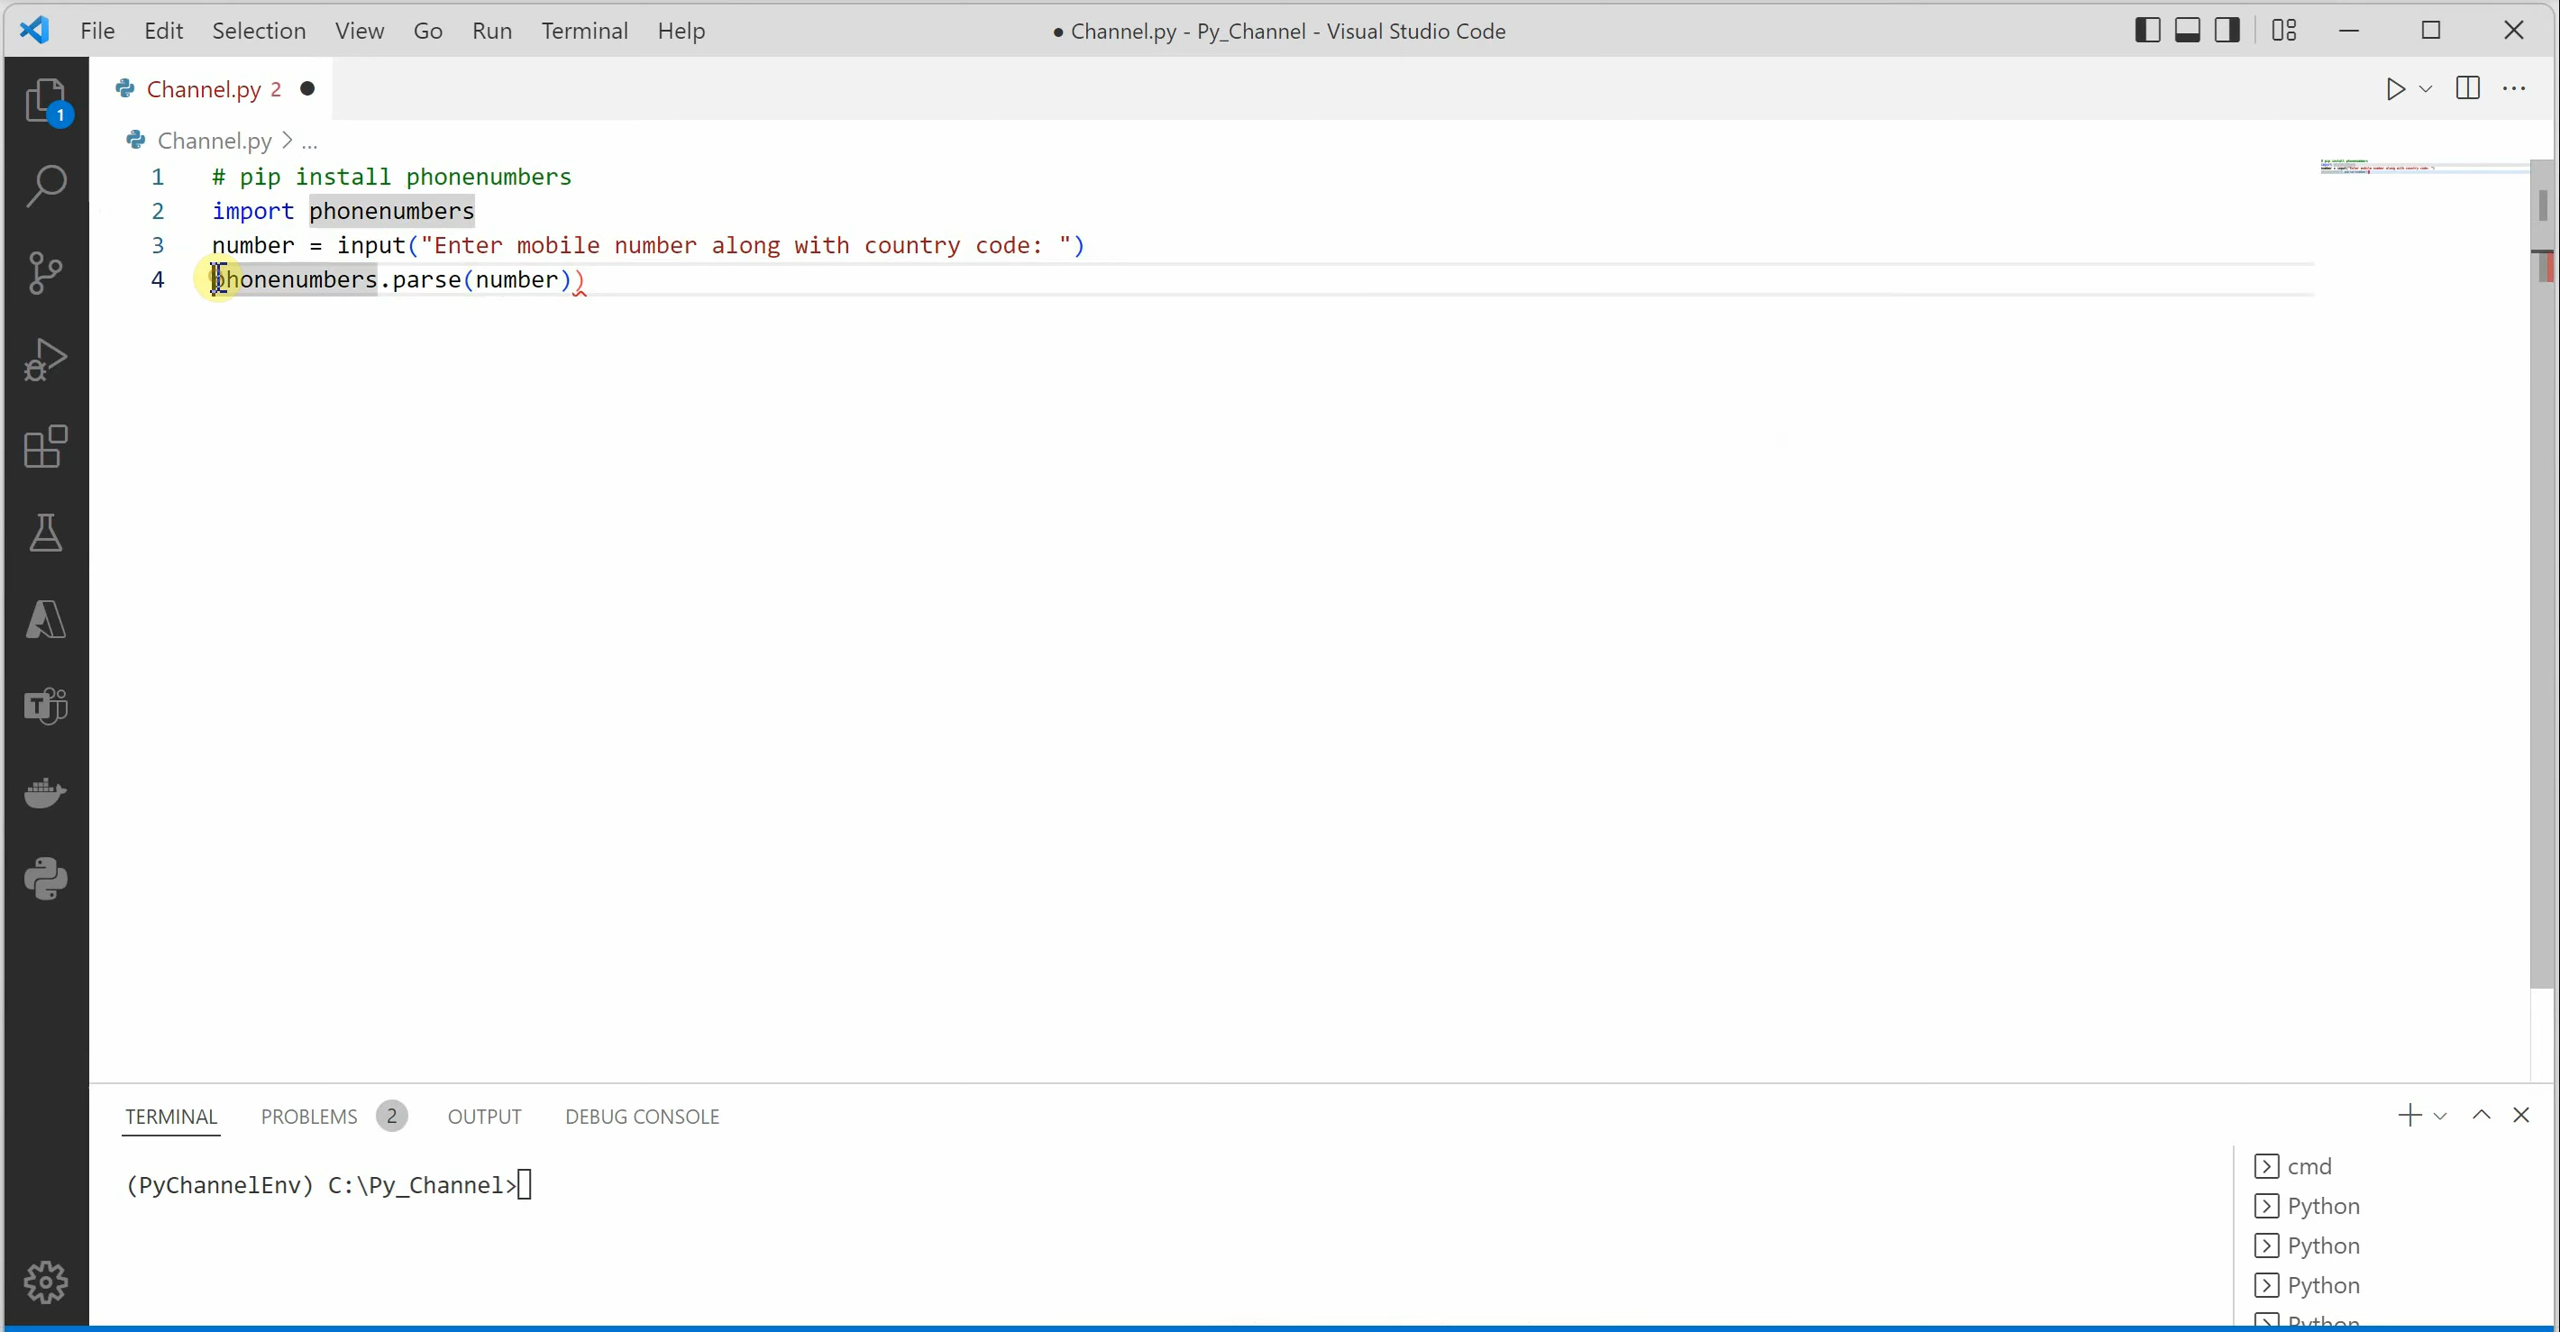 File Edit Selection View Go Run Terminal Help
● Channel.py - Py_Channel - Visual Studio Code
Channel.py 2 ●
1
Channel.py > ...
1 # pip install phonenumbers
2 import phonenumbers
3 number = input("Enter mobile number along with country code: ")
4 phonenumbers.parse(number))
TERMINAL PROBLEMS 2 OUTPUT DEBUG CONSOLE
(PyChannelEnv) C:\Py_Channel>
cmd
Python
Python
Python
Python